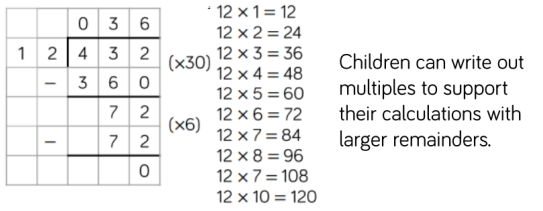 0 3 6
1 2 4 3 2 (×30)
− 3 6 0
7 2 (×6)
− 7 2
0
12 × 1 = 12
12 × 2 = 24
12 × 3 = 36
12 × 4 = 48
12 × 5 = 60
12 × 6 = 72
12 × 7 = 84
12 × 8 = 96
12 × 7 = 108
12 × 10 = 120
Children can write out
multiples to support
their calculations with
larger remainders.